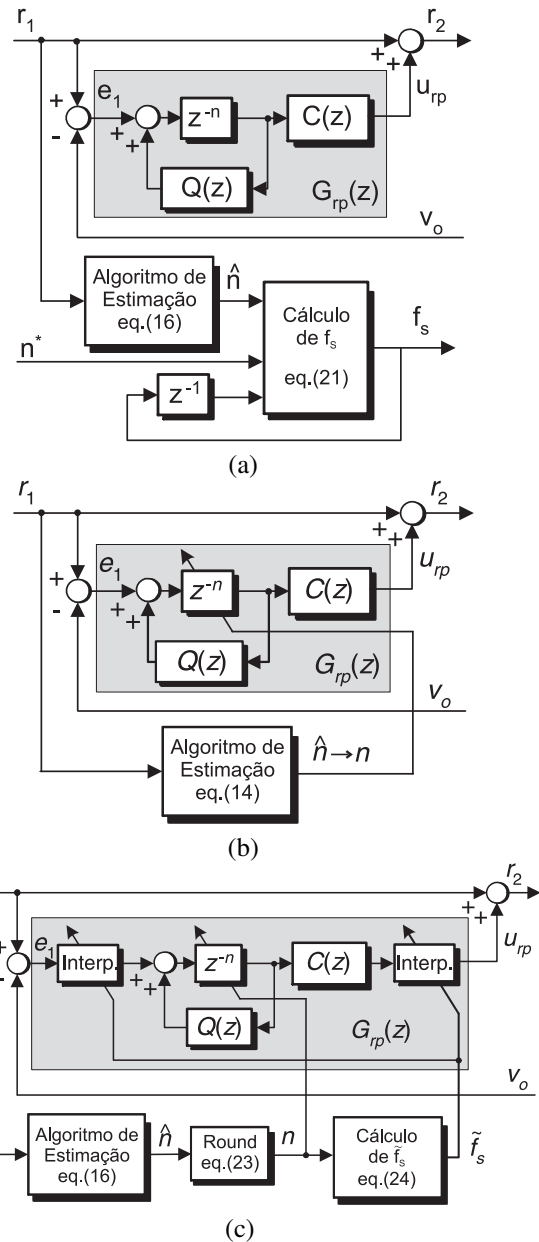 r₁ r₂
+ + +
- e₁ + + z⁻ⁿ C(z) u_rp
Q(z) G_rp(z)
v_o
Algoritmo de
Estimação
eq.(16)
n̂
n*
Cálculo
de f_s
eq.(21)
f_s
z⁻¹
(a)
r₁ r₂
+ + +
- e₁ + + z⁻ⁿ C(z) u_rp
Q(z) G_rp(z)
v_o
Algoritmo de
Estimação
eq.(14)
n̂→n
(b)
r₂
+ + +
- e₁ Interp. + + z⁻ⁿ C(z) Interp. u_rp
Q(z) G_rp(z)
v_o
Algoritmo de
Estimação
eq.(16)
n̂
Round
eq.(23)
n
Cálculo
de f̃_s
eq.(24)
f̃_s
(c)